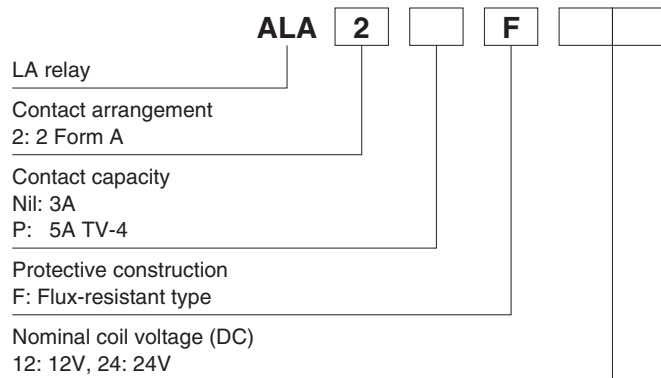 ALA 2 F
LA relay
Contact arrangement
2: 2 Form A
Contact capacity
Nil: 3A
P: 5A TV-4
Protective construction
F: Flux-resistant type
Nominal coil voltage (DC)
12: 12V, 24: 24V